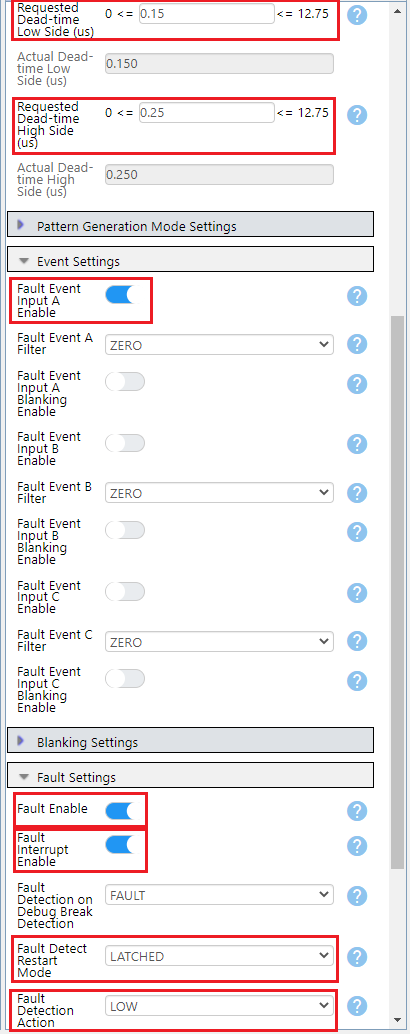 Requested
Dead-time
Low Side (us)
0 <= 0.15 <= 12.75
?
Actual Dead-
time Low
Side (us)
0.150
Requested
Dead-time
High Side
(us)
0 <= 0.25 <= 12.75
?
Actual Dead-
time High
Side (us)
0.250
Pattern Generation Mode Settings
Event Settings
Fault Event
Input A
Enable
?
Fault Event A
Filter
ZERO
?
Fault Event
Input A
Blanking
Enable
?
Fault Event
Input B
Enable
?
Fault Event B
Filter
ZERO
?
Fault Event
Input B
Blanking
Enable
?
Fault Event
Input C
Enable
?
Fault Event C
Filter
ZERO
?
Fault Event
Input C
Blanking
Enable
?
Blanking Settings
Fault Settings
Fault Enable
?
Fault
Interrupt
Enable
?
Fault
Detection on
Debug Break
Detection
FAULT
?
Fault Detect
Restart
Mode
LATCHED
?
Fault
Detection
Action
LOW
?